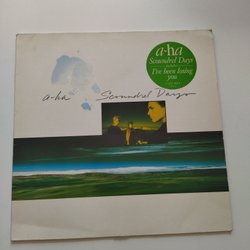 a-ha
Scoundrel Days
I've been losing
you
a-ha Scoundrel Days